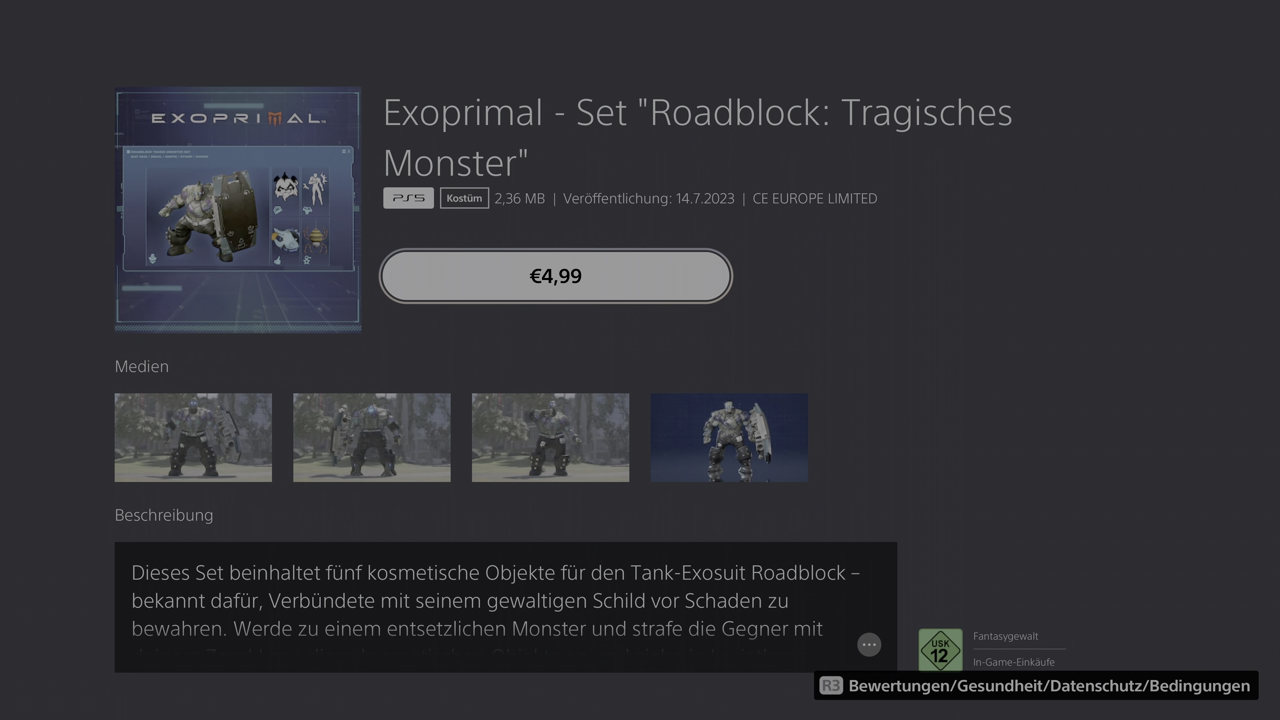 EXOPRIMAL
Exoprimal - Set "Roadblock: Tragisches
Monster"
PS5 Kostüm 2,36 MB | Veröffentlichung: 14.7.2023 | CE EUROPE LIMITED
€4,99
Medien
Beschreibung
Dieses Set beinhaltet fünf kosmetische Objekte für den Tank-Exosuit Roadblock –
bekannt dafür, Verbündete mit seinem gewaltigen Schild vor Schaden zu
bewahren. Werde zu einem entsetzlichen Monster und strafe die Gegner mit
USK
12
Fantasygewalt
In-Game-Einkäufe
R3 Bewertungen/Gesundheit/Datenschutz/Bedingungen